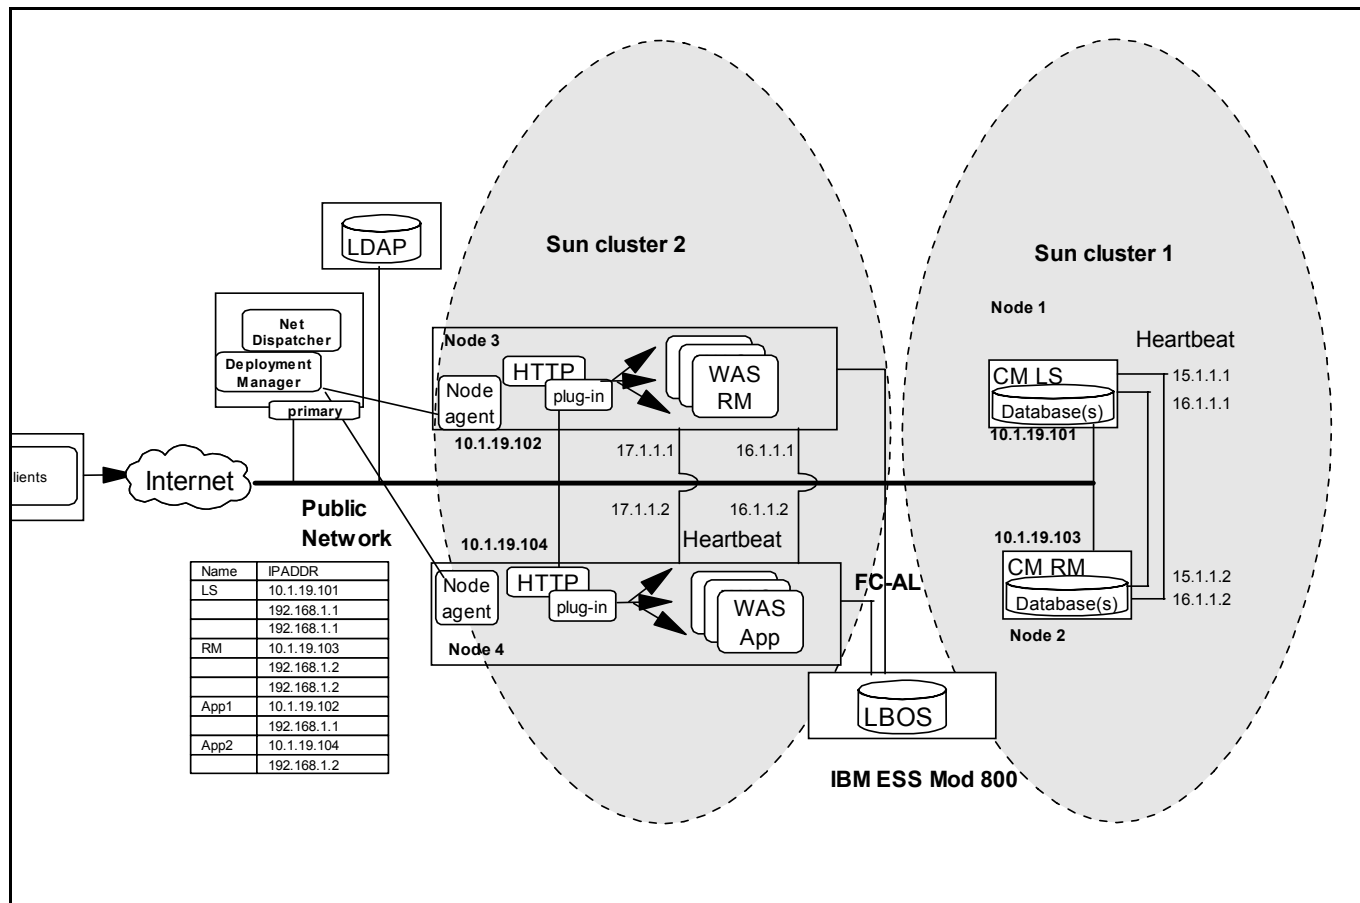 LDAP
Sun cluster 2
Sun cluster 1
Net
Dispatcher
Deployment
Manager
primary
Node 3
Node
agent
HTTP
plug-in
WAS
RM
10.1.19.102
17.1.1.1
16.1.1.1
Node 1
Heartbeat
CM LS
Database(s)
10.1.19.101
15.1.1.1
16.1.1.1
lients
Internet
Public
Network
17.1.1.2
16.1.1.2
Heartbeat
10.1.19.104
Node
agent
HTTP
plug-in
WAS
App
Node 4
FC-AL
10.1.19.103
CM RM
Database(s)
Node 2
15.1.1.2
16.1.1.2
LBOS
IBM ESS Mod 800
Name IPADDR
LS 10.1.19.101
192.168.1.1
192.168.1.1
RM 10.1.19.103
192.168.1.2
192.168.1.2
App1 10.1.19.102
192.168.1.1
App2 10.1.19.104
192.168.1.2